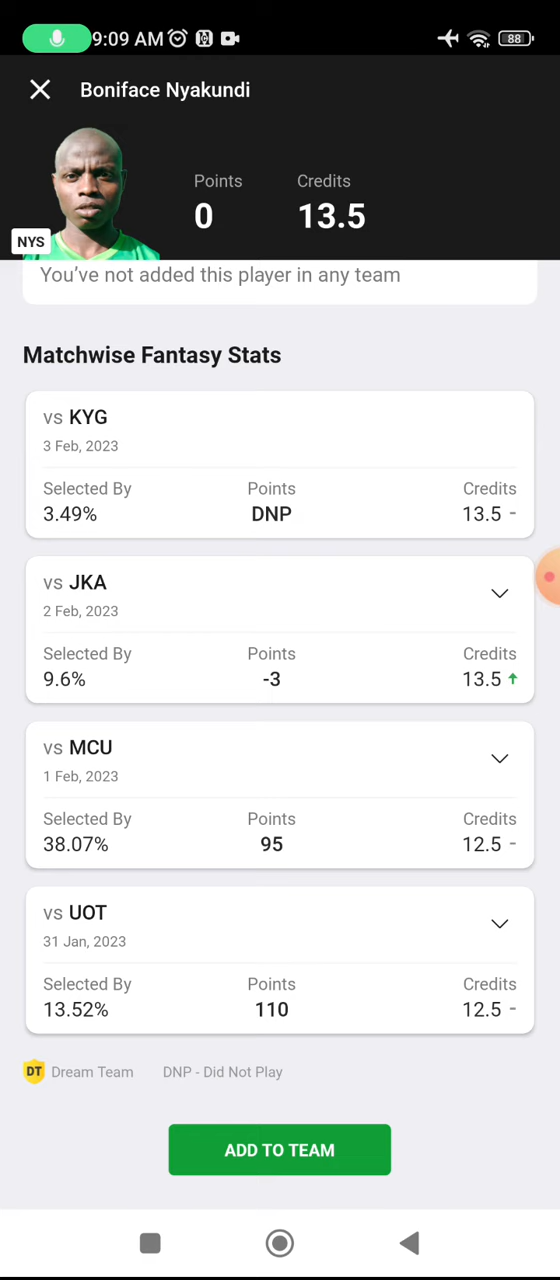 9:09 AM
88
Boniface Nyakundi
Points
Credits
0
13.5
NYS
You've not added this player in any team
Matchwise Fantasy Stats
vs KYG
3 Feb, 2023
Selected By Points Credits
3.49% DNP 13.5 -
vs JKA
2 Feb, 2023
Selected By Points Credits
9.6% -3 13.5
vs MCU
1 Feb, 2023
Selected By Points Credits
38.07% 95 12.5 -
vs UOT
31 Jan, 2023
Selected By Points Credits
13.52% 110 12.5 -
DT Dream Team DNP - Did Not Play
ADD TO TEAM